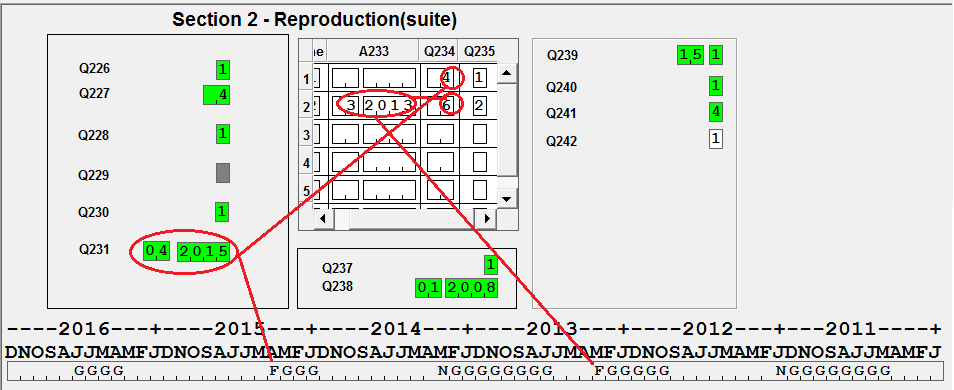 Section 2 - Reproduction(suite)
Q226 1
Q227 4
Q228 1
Q229
Q230 1
Q231 04 2015
A233 Q234 Q235
1 4 1
2 3 2013 6 2
3
4
5
Q237 1
Q238 01 2008
Q239 15 1
Q240 1
Q241 4
Q242 1
----2016---+----2015---+----2014---+----2013---+----2012---+---2011----+
DNOSAJJMAMFJDNOSAJJMAMFJDNOSAJJMAMFJDNOSAJJMAMFJDNOSAJJMAMFJDNOSAJJMAMFJ
GGGG FGGG NGGGGGGGG FGGGGG NGGGGGGGG